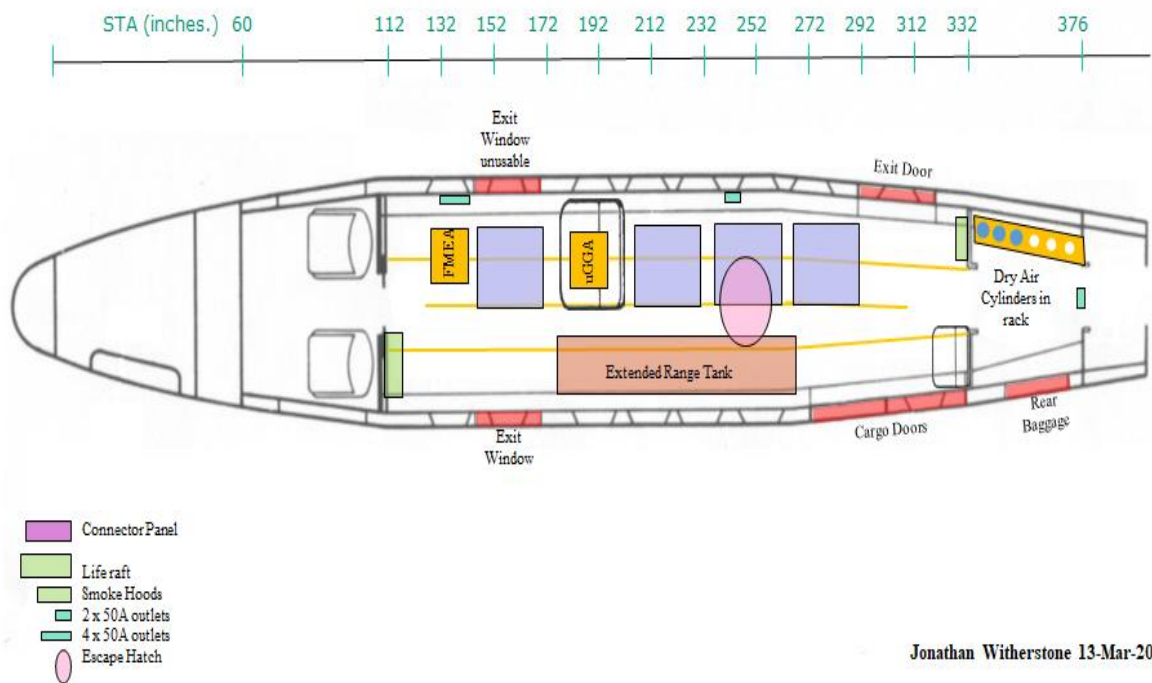 STA (inches.) 60 112 132 152 172 192 212 232 252 272 292 312 332 376
Exit
Window
unusable
Exit Door
FMEA
uGGA
Dry Air
Cylinders in
rack
Extended Range Tank
Exit
Window
Cargo Doors
Rear
Baggage
Connector Panel
Life raft
Smoke Hoods
2 x 50A outlets
4 x 50A outlets
Escape Hatch
Jonathan Witherstone 13-Mar-20